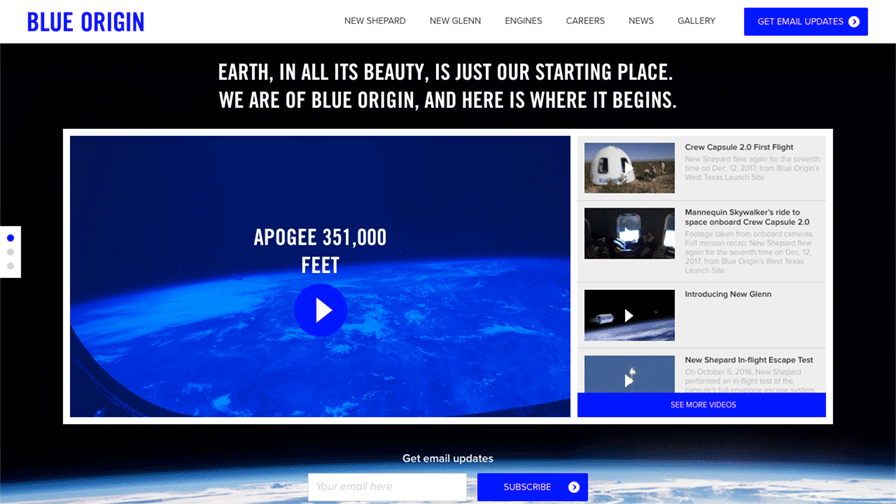 BLUE ORIGIN
NEW SHEPARD
NEW GLENN
ENGINES
CAREERS
NEWS
GALLERY
GET EMAIL UPDATES
EARTH, IN ALL ITS BEAUTY, IS JUST OUR STARTING PLACE.
WE ARE OF BLUE ORIGIN, AND HERE IS WHERE IT BEGINS.
APOGEE 351,000
FEET
Crew Capsule 2.0 First Flight
New Shepard flew again for the seventh
time on Dec. 12, 2017, from Blue Origin's
West Texas Launch Site.
Mannequin Skywalker's ride to
space onboard Crew Capsule 2.0
Footage taken from onboard cameras.
Full mission recap: New Shepard flew
again for the seventh time on Dec. 12,
2017, from Blue Origin's West Texas
Launch Site.
Introducing New Glenn
New Shepard In-flight Escape Test
On October 5, 2016, New Shepard
performed an in-flight test of the
capsule's full-envelope escape system
SEE MORE VIDEOS
Get email updates
Your email here
SUBSCRIBE